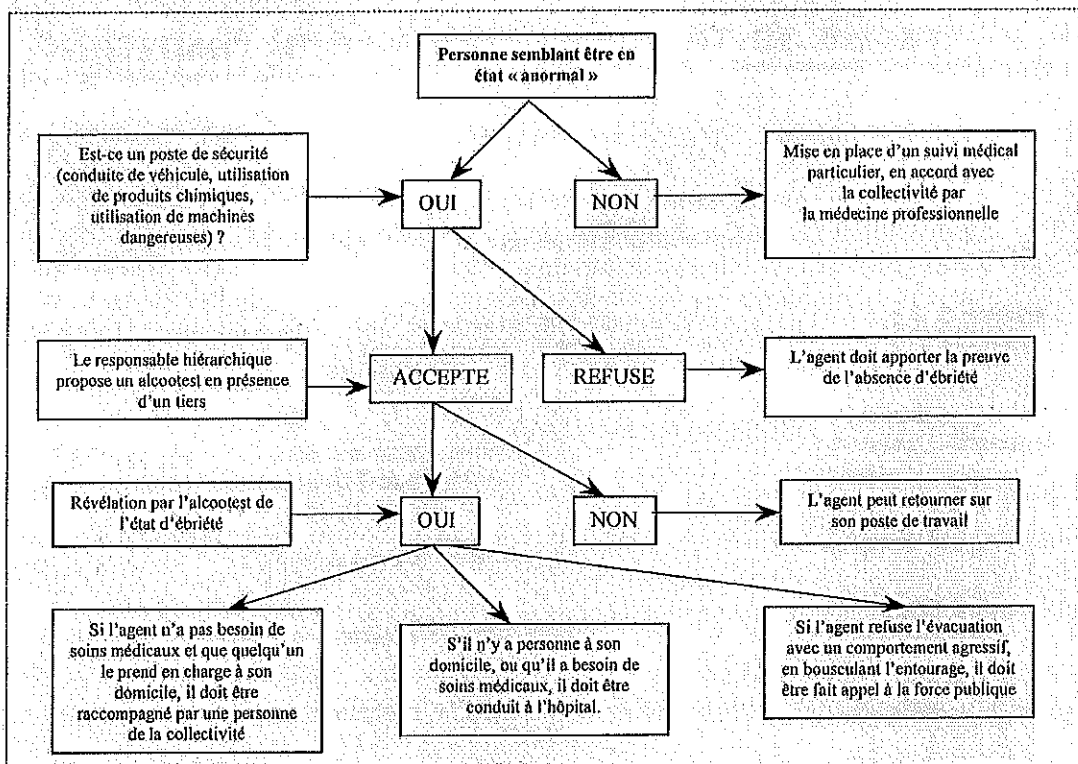 Personne semblant être en
état « anormal »
Est-ce un poste de sécurité
(conduite de véhicule, utilisation
de produits chimiques,
utilisation de machines
dangereuses) ?
OUI
NON
Mise en place d'un suivi médical
particulier, en accord avec
la collectivité par
la médecine professionnelle
Le responsable hiérarchique
propose un alcootest en présence
d'un tiers
ACCEPTE
REFUSE
L'agent doit apporter la preuve
de l'absence d'ébriété
Révélation par l'alcootest de
l'état d'ébriété
OUI
NON
L'agent peut retourner sur
son poste de travail
Si l'agent n'a pas besoin de
soins médicaux et que quelqu'un
le prend en charge à son
domicile, il doit être
raccompagné par une personne
de la collectivité
S'il n'y a personne à son
domicile, ou qu'il a besoin de
soins médicaux, il doit être
conduit à l'hôpital.
Si l'agent refuse l'évacuation
avec un comportement agressif,
en bousculant l'entourage, il doit
être fait appel à la force publique